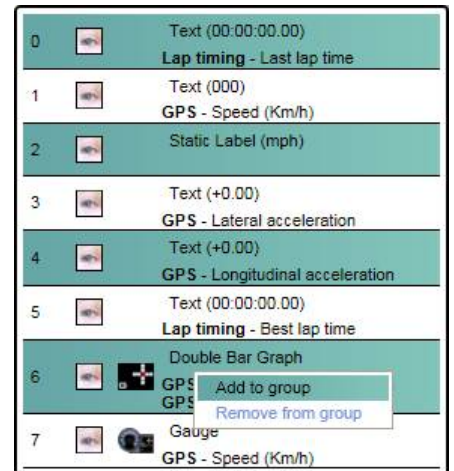 0
Text (00:00:00.00)
Lap timing - Last lap time
1
Text (000)
GPS - Speed (Km/h)
2
Static Label (mph)
3
Text (+0.00)
GPS - Lateral acceleration
4
Text (+0.00)
GPS - Longitudinal acceleration
5
Text (00:00:00.00)
Lap timing - Best lap time
6
Double Bar Graph
GPS
GPS
Add to group
Remove from group
7
Gauge
GPS - Speed (Km/h)